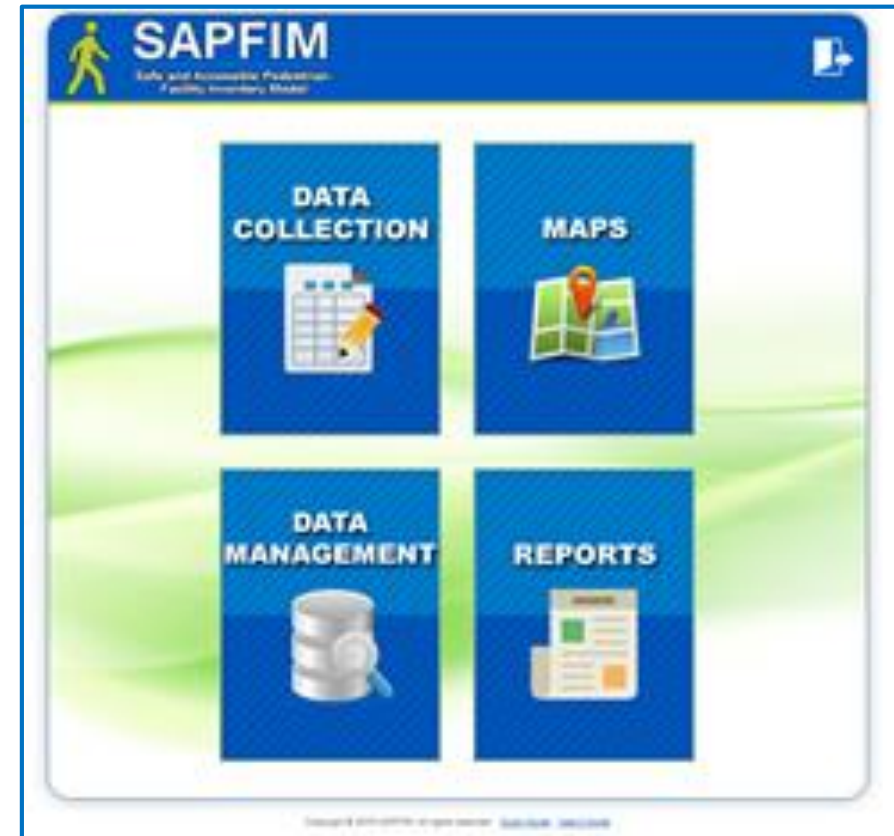 SAPFIM
Safe and Accessible Pedestrian
Facility Inventory Model
DATA
COLLECTION
MAPS
DATA
MANAGEMENT
REPORTS